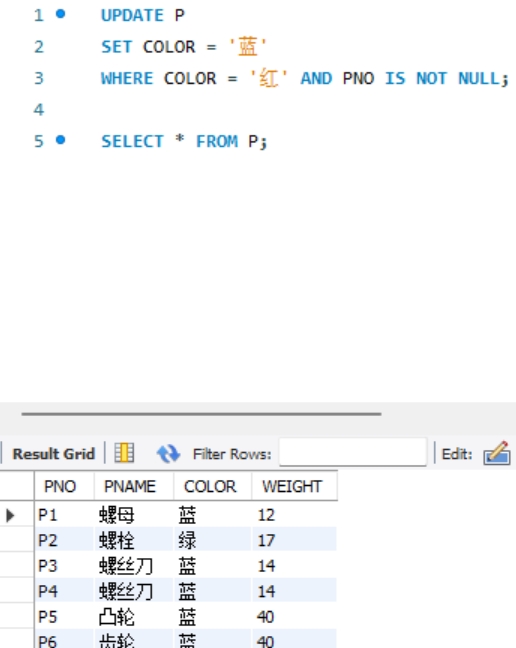 1 UPDATE P
2 SET COLOR = '蓝'
3 WHERE COLOR = '红' AND PNO IS NOT NULL;
4
5 SELECT * FROM P;
Result Grid Filter Rows: Edit:
PNO PNAME COLOR WEIGHT
P1 螺母 蓝 12
P2 螺栓 绿 17
P3 螺丝刀 蓝 14
P4 螺丝刀 蓝 14
P5 凸轮 蓝 40
P6 齿轮 蓝 40